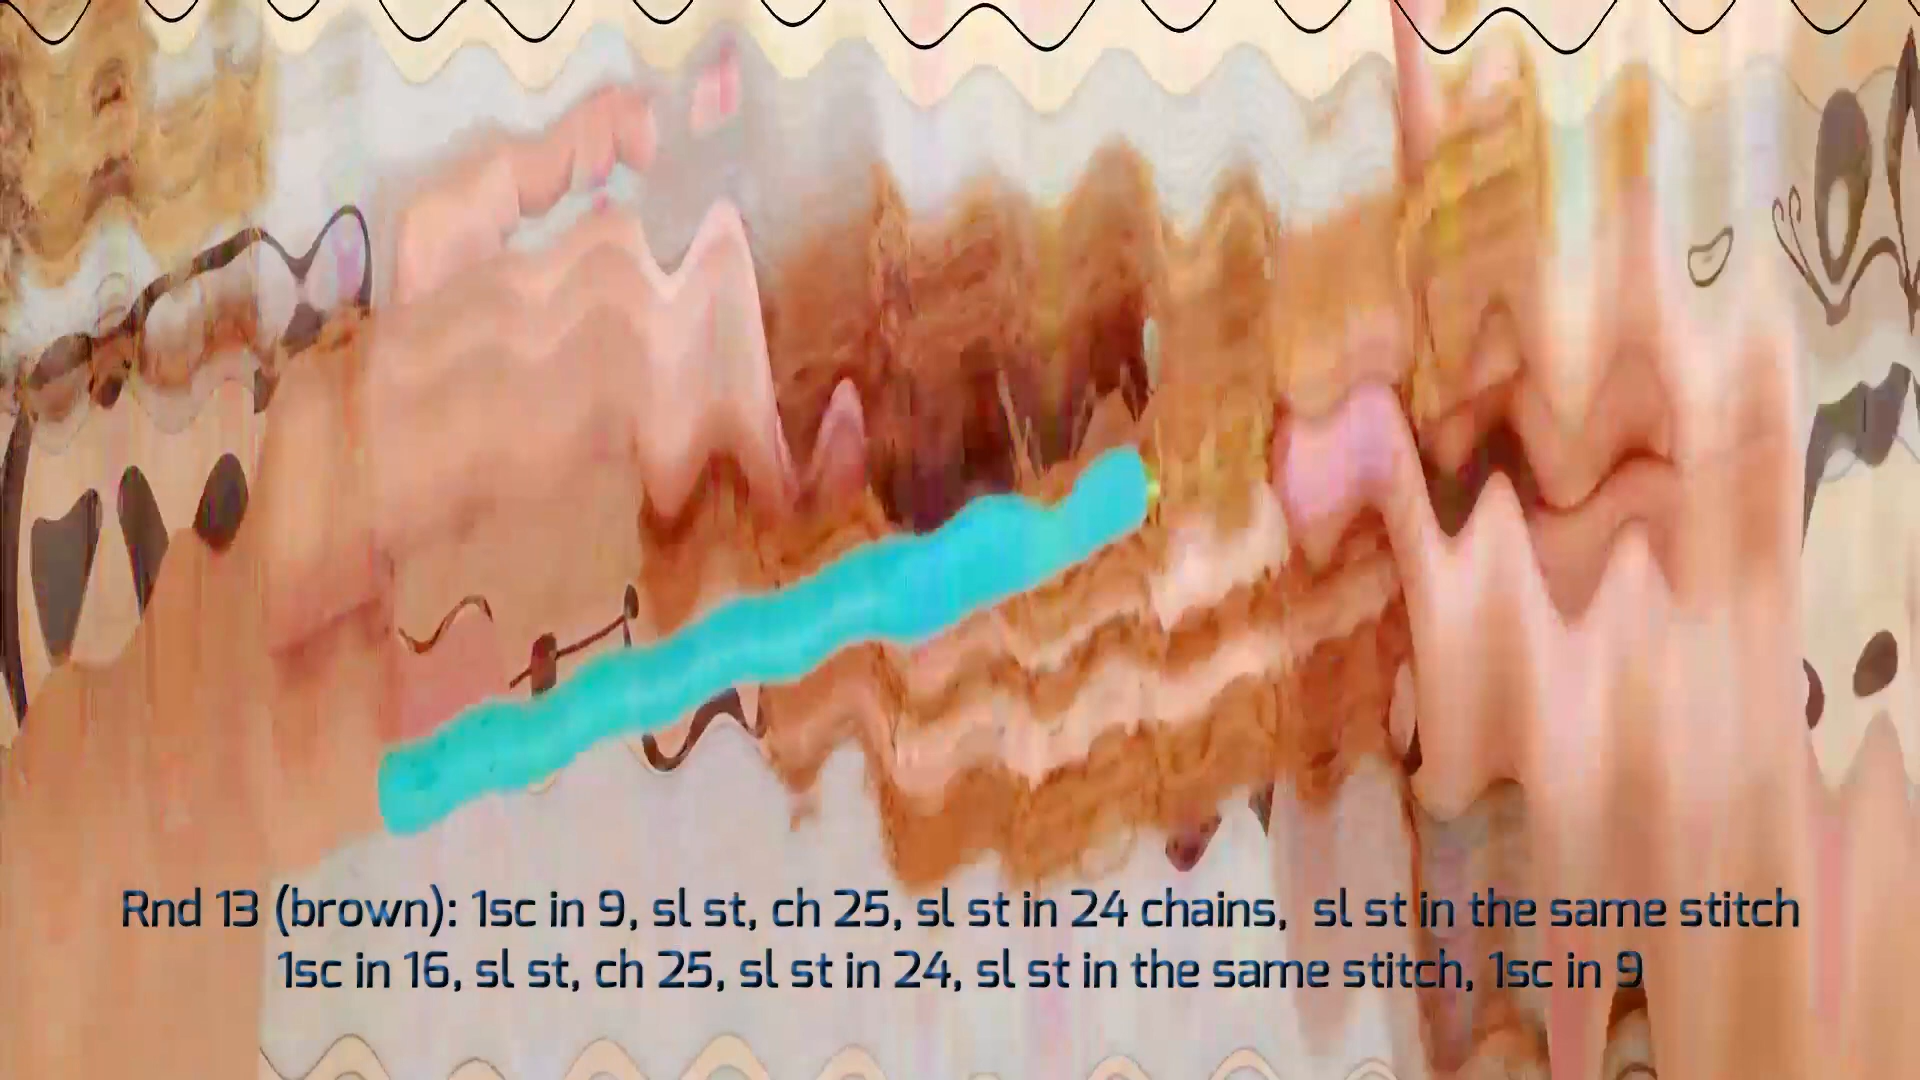 Rnd 13 (brown): 1sc in 9, sl st, ch 25, sl st in 24 chains, sl st in the same stitch
1sc in 16, sl st, ch 25, sl st in 24, sl st in the same stitch, 1sc in 9